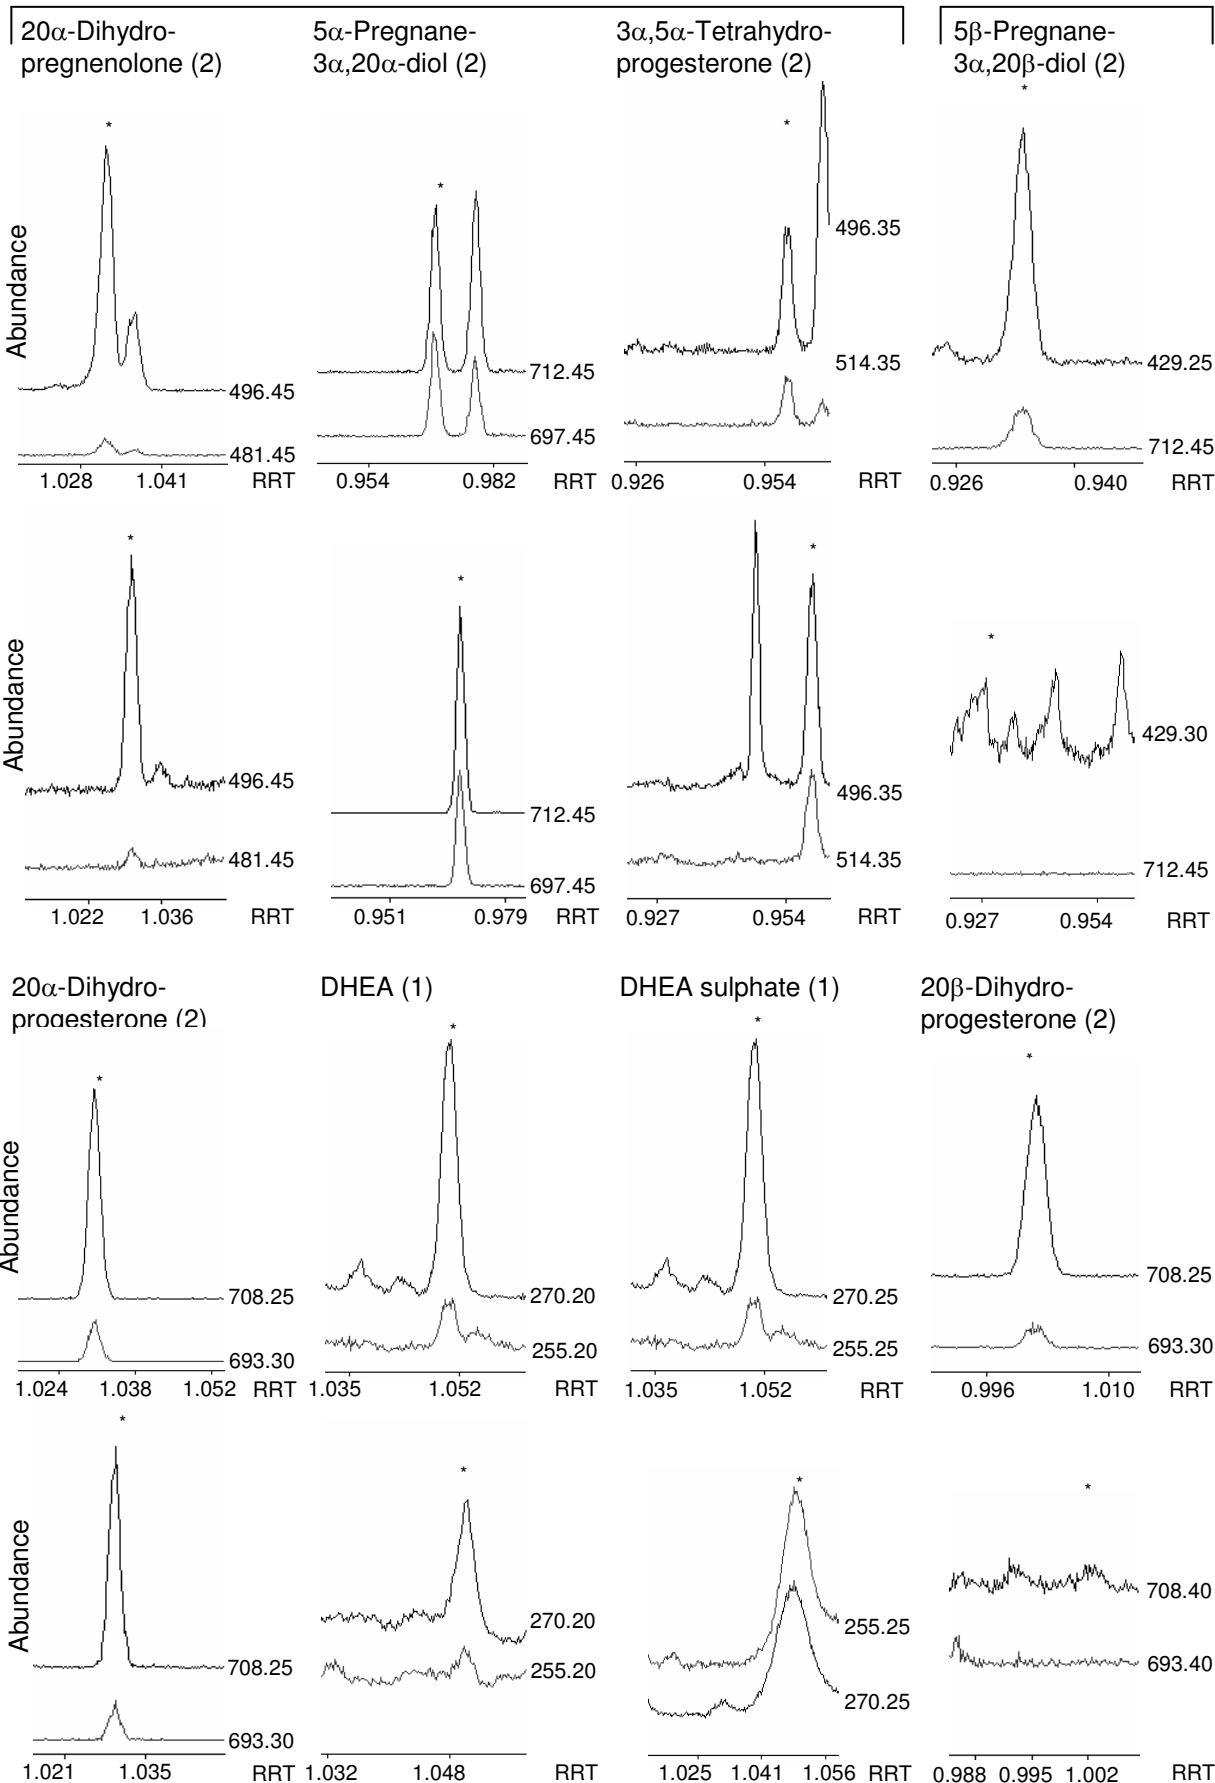 20α-Dihydro-
pregnenolone (2)
5α-Pregnane-
3α,20α-diol (2)
3α,5α-Tetrahydro-
progesterone (2)
5β-Pregnane-
3α,20β-diol (2)
Abundance
*
496.45
481.45
1.028 1.041 RRT
*
712.45
697.45
0.954 0.982 RRT
*
496.35
514.35
0.926 0.954 RRT
*
429.25
712.45
0.926 0.940 RRT
Abundance
*
496.45
481.45
1.022 1.036 RRT
*
712.45
697.45
0.951 0.979 RRT
*
496.35
514.35
0.927 0.954 RRT
*
429.30
712.45
0.927 0.954 RRT
20α-Dihydro-
progesterone (2)
DHEA (1)
DHEA sulphate (1)
20β-Dihydro-
progesterone (2)
Abundance
*
708.25
693.30
1.024 1.038 1.052 RRT
*
270.20
255.20
1.035 1.052 RRT
*
270.25
255.25
1.035 1.052 RRT
*
708.25
693.30
0.996 1.010 RRT
Abundance
*
708.25
693.30
1.021 1.035 RRT
*
270.20
255.20
1.032 1.048 RRT
*
255.25
270.25
1.025 1.041 1.056 RRT
*
708.40
693.40
0.988 0.995 1.002 RRT